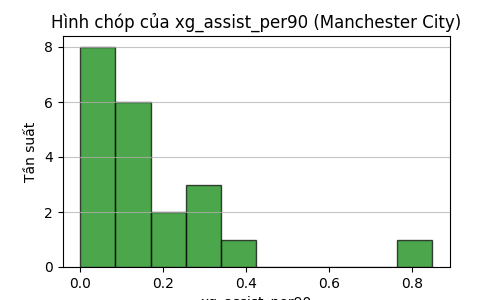 Hình chóp của xg_assist_per90 (Manchester City)
8
6
4
2
0
Tần suất
0.0 0.2 0.4 0.6 0.8
xg_assist_per90